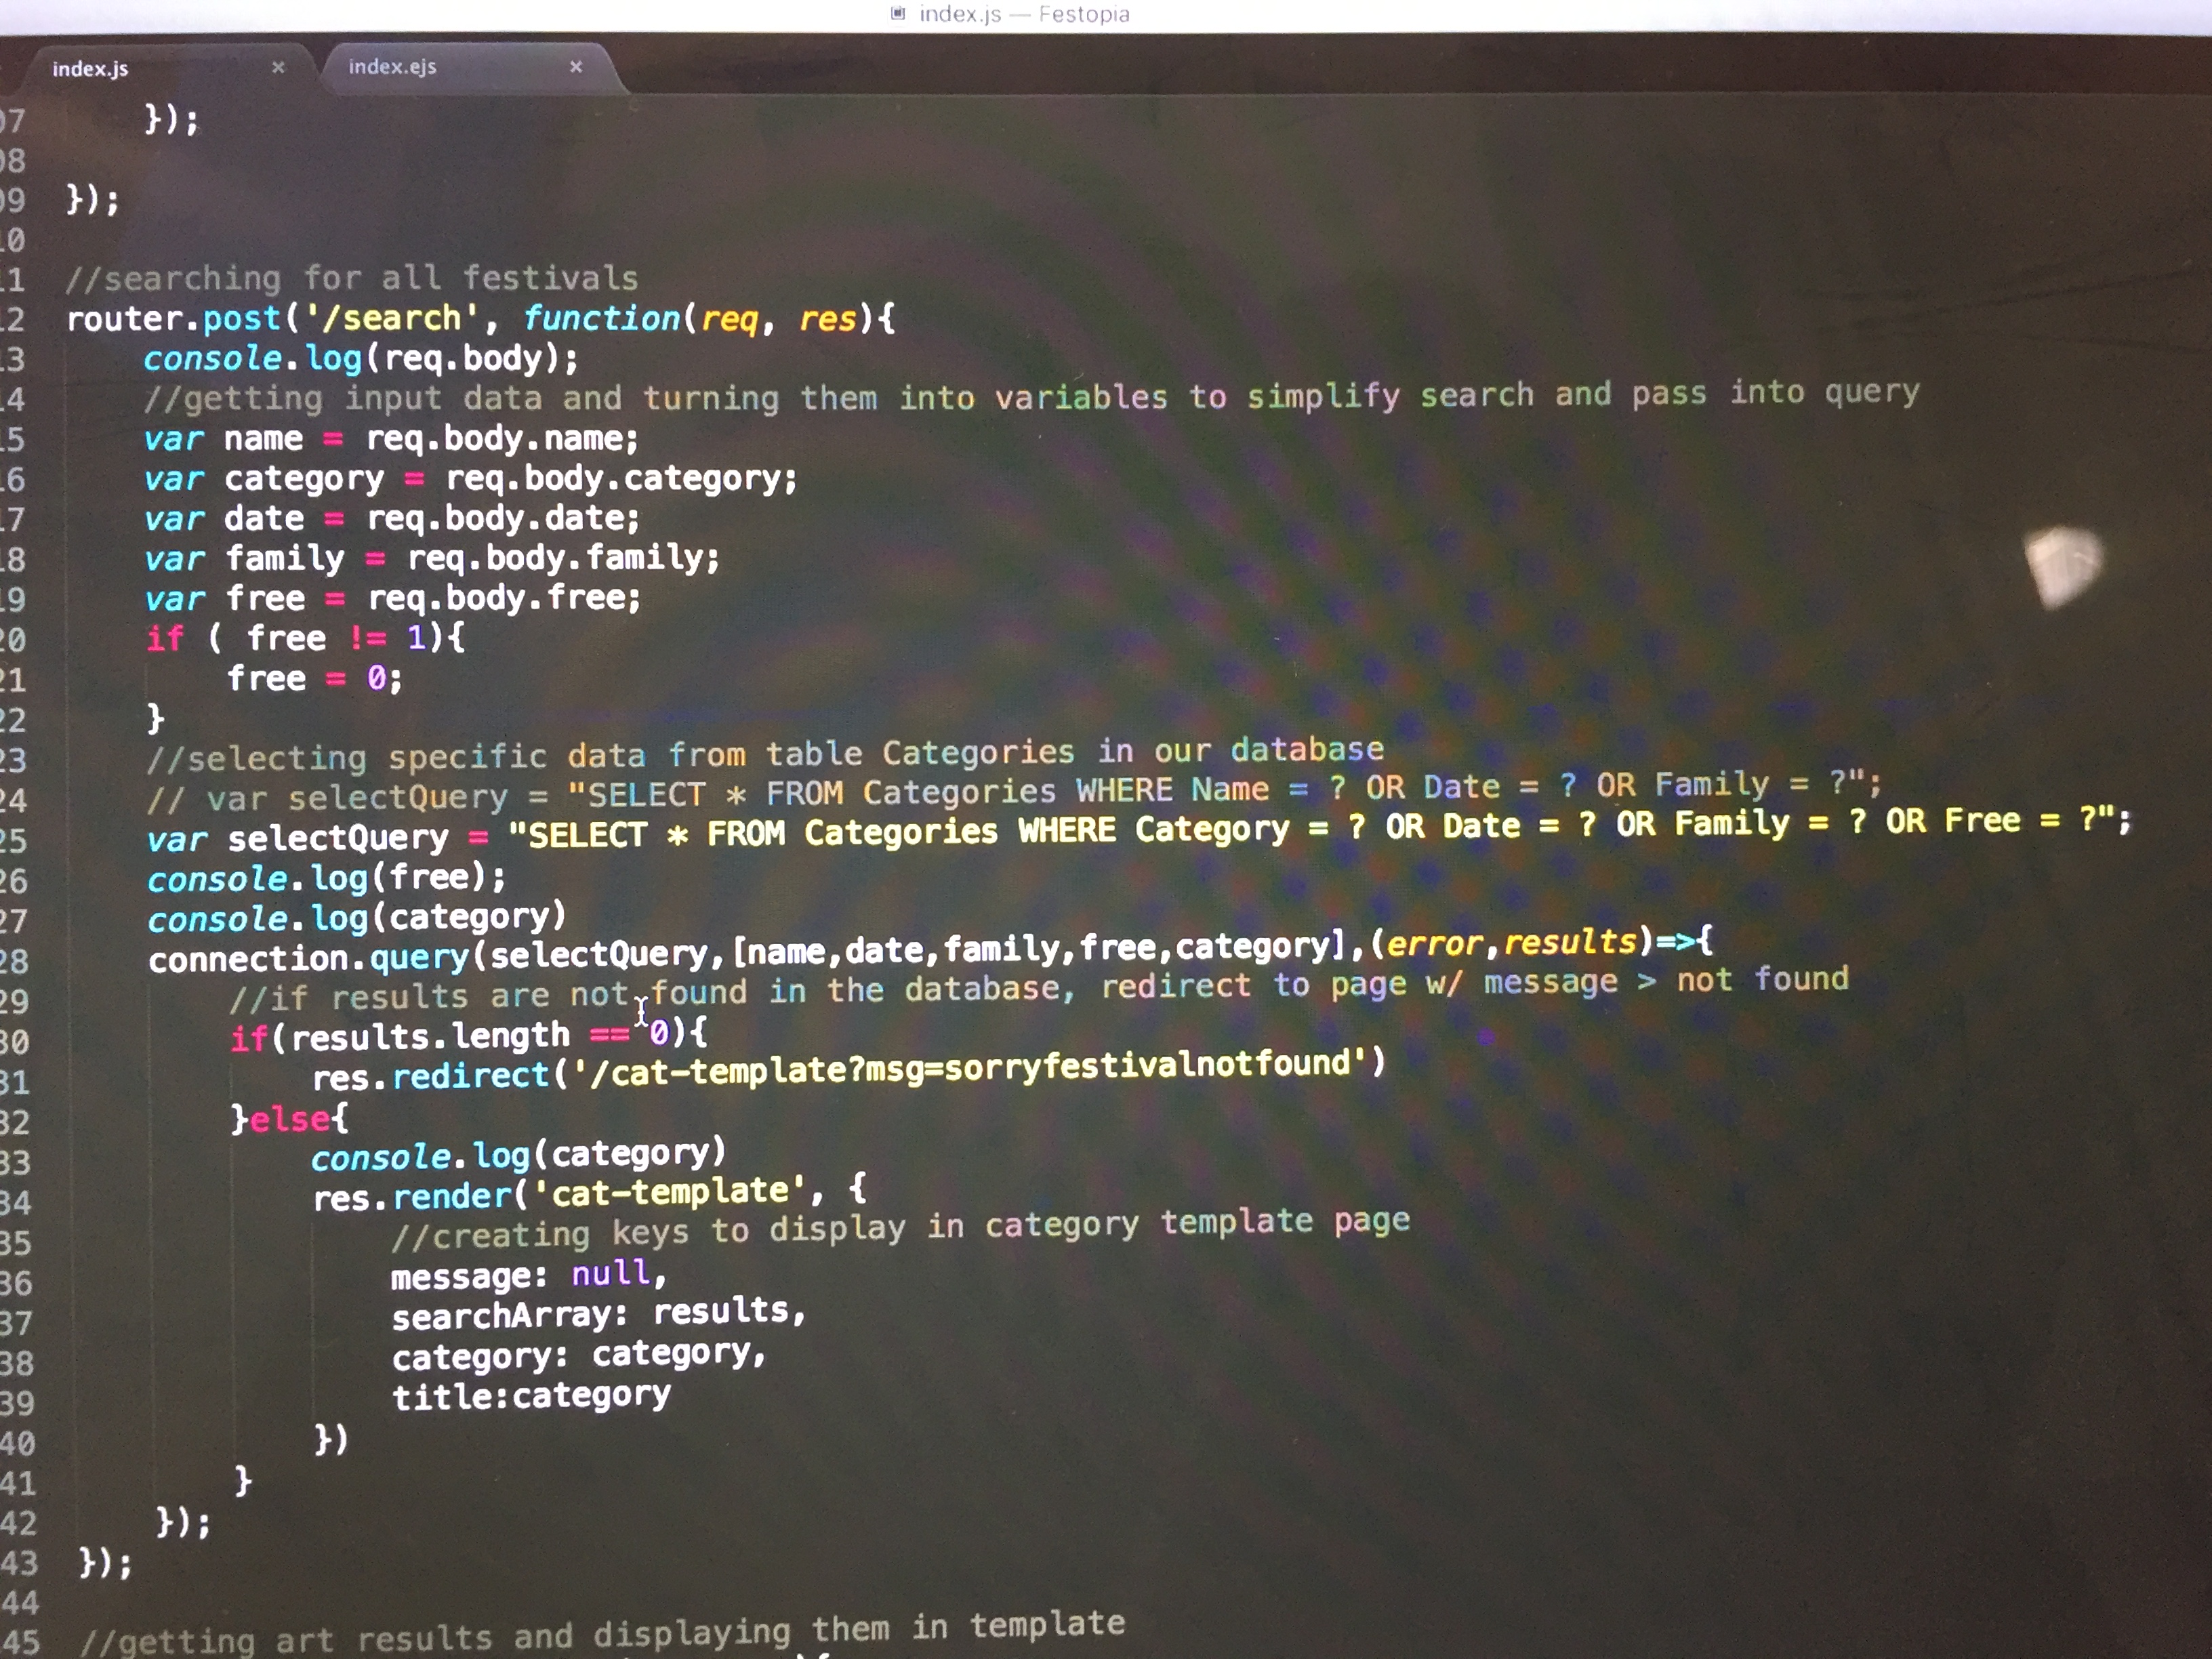 index.js — Festopia
index.js × index.ejs ×
07 });
08
09 });
10
11 //searching for all festivals
12 router.post('/search', function(req, res){
13 console.log(req.body);
14 //getting input data and turning them into variables to simplify search and pass into query
15 var name = req.body.name;
16 var category = req.body.category;
17 var date = req.body.date;
18 var family = req.body.family;
19 var free = req.body.free;
20 if ( free != 1){
21 free = 0;
22 }
23 //selecting specific data from table Categories in our database
24 // var selectQuery = "SELECT * FROM Categories WHERE Name = ? OR Date = ? OR Family = ?";
25 var selectQuery = "SELECT * FROM Categories WHERE Category = ? OR Date = ? OR Family = ? OR Free = ?";
26 console.log(free);
27 console.log(category)
28 connection.query(selectQuery,[name,date,family,free,category],(error,results)=>{
29 //if results are not found in the database, redirect to page w/ message > not found
30 if(results.length == 0){
31 res.redirect('/cat-template?msg=sorryfestivalnotfound')
32 }else{
33 console.log(category)
34 res.render('cat-template', {
35 //creating keys to display in category template page
36 message: null,
37 searchArray: results,
38 category: category,
39 title:category
40 })
41 }
42 });
43 });
44
45 //getting art results and displaying them in template